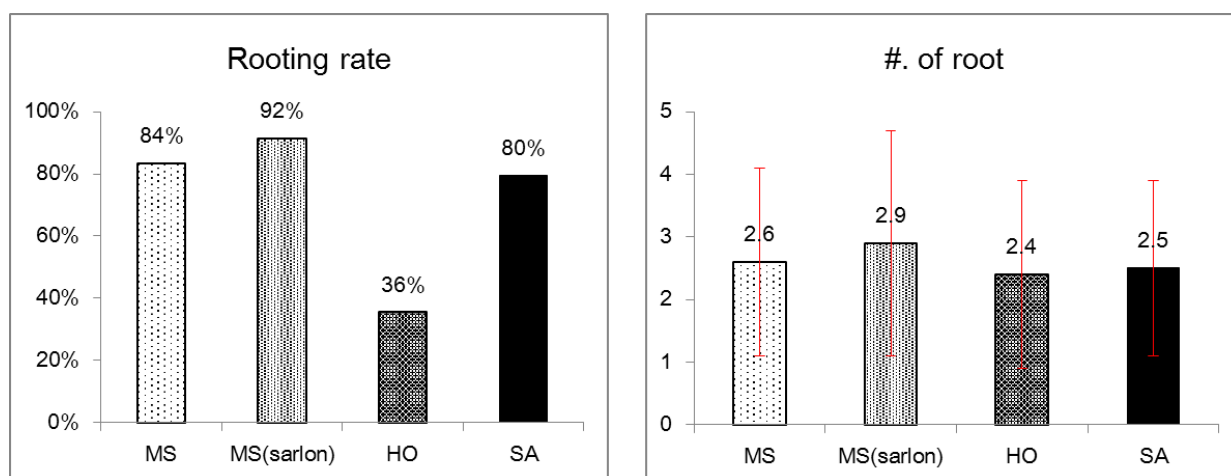 Rooting rate
100%
80%
60%
40%
20%
0%
84%
92%
36%
80%
MS
MS(sarlon)
HO
SA
#. of root
5
4
3
2
1
0
2.6
2.9
2.4
2.5
MS
MS(sarlon)
HO
SA